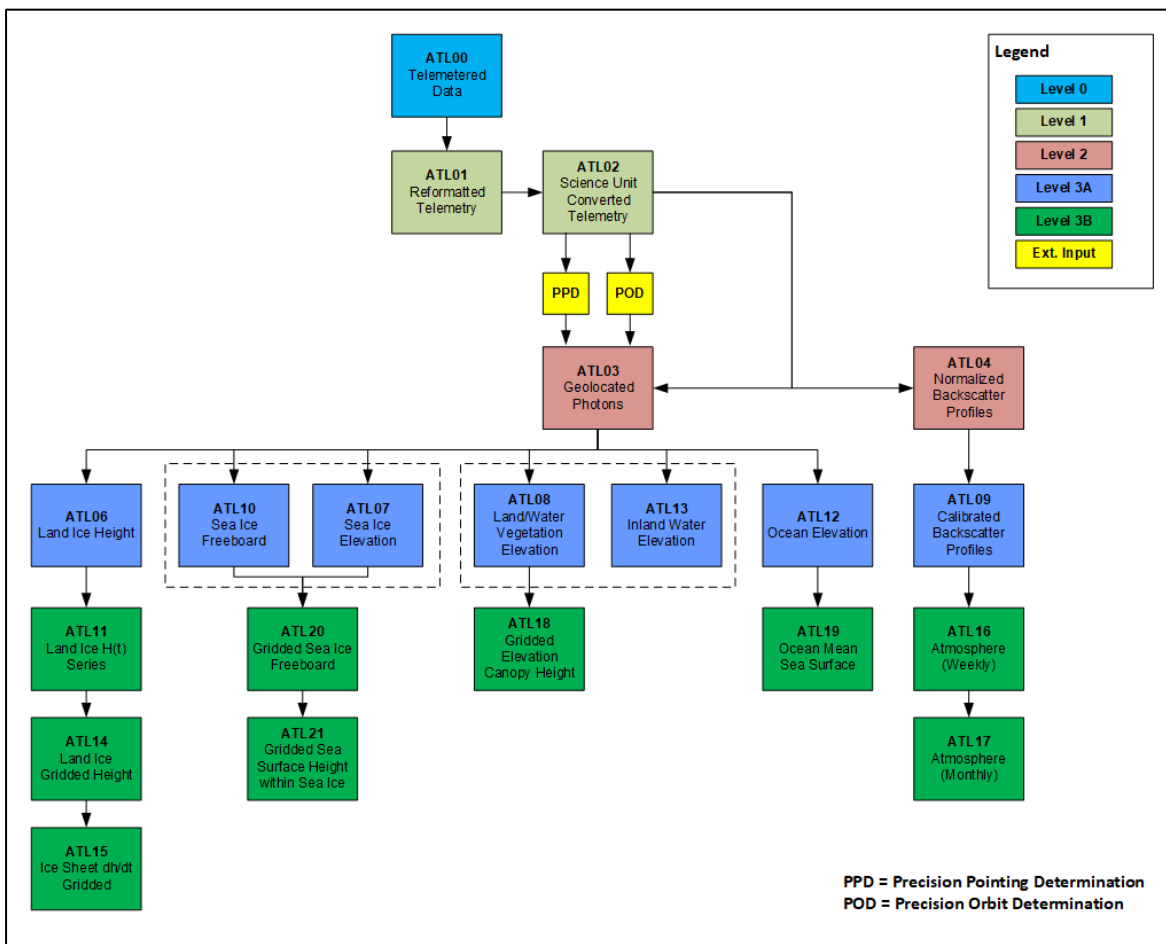 ATL00
Telemetered
Data
Legend
Level 0
Level 1
Level 2
Level 3A
Level 3B
Ext. Input
ATL01
Reformatted
Telemetry
ATL02
Science Unit
Converted
Telemetry
PPD
POD
ATL03
Geolocated
Photons
ATL04
Normalized
Backscatter
Profiles
ATL06
Land Ice Height
ATL10
Sea Ice
Freeboard
ATL07
Sea Ice
Elevation
ATL08
Land/Water
Vegetation
Elevation
ATL13
Inland Water
Elevation
ATL12
Ocean Elevation
ATL09
Calibrated
Backscatter
Profiles
ATL11
Land Ice H(t)
Series
ATL20
Gridded Sea Ice
Freeboard
ATL18
Gridded
Elevation
Canopy Height
ATL19
Ocean Mean
Sea Surface
ATL16
Atmosphere
(Weekly)
ATL14
Land Ice
Gridded Height
ATL21
Gridded Sea
Surface Height
within Sea Ice
ATL17
Atmosphere
(Monthly)
ATL15
Ice Sheet dh/dt
Gridded
PPD = Precision Pointing Determination
POD = Precision Orbit Determination